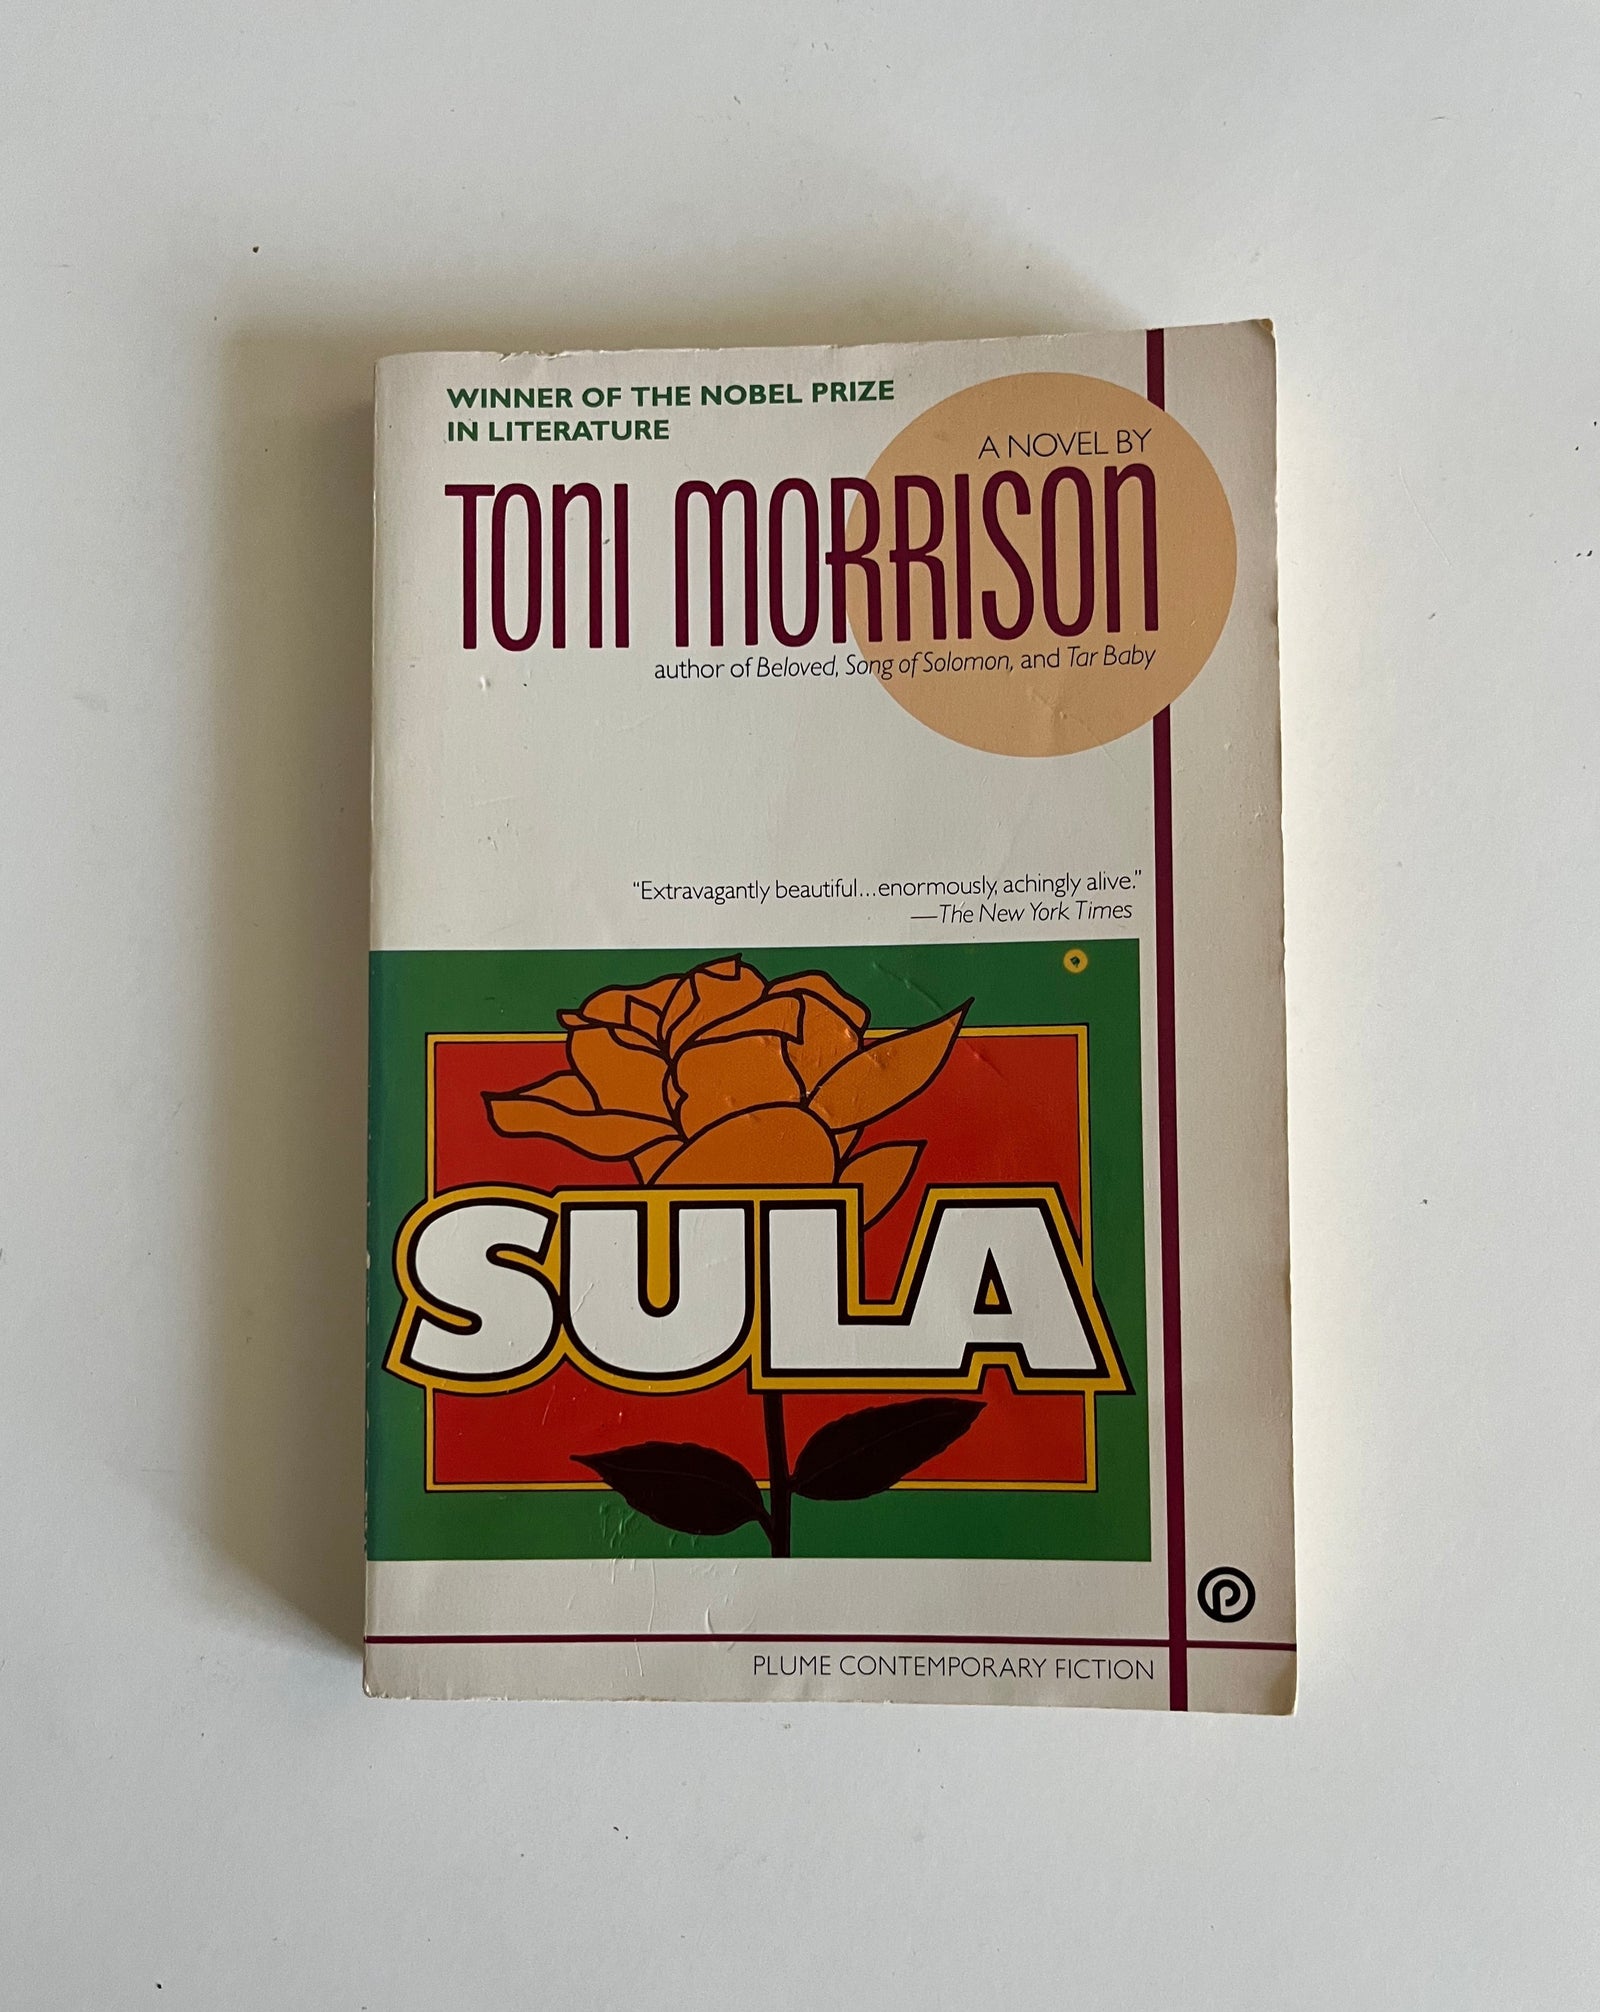 WINNER OF THE NOBEL PRIZE
IN LITERATURE
A NOVEL BY
TONI MORRISON
author of Beloved, Song of Solomon, and Tar Baby
“Extravagantly beautiful...enormously, achingly alive.”
—The New York Times
SULA
P
PLUME CONTEMPORARY FICTION